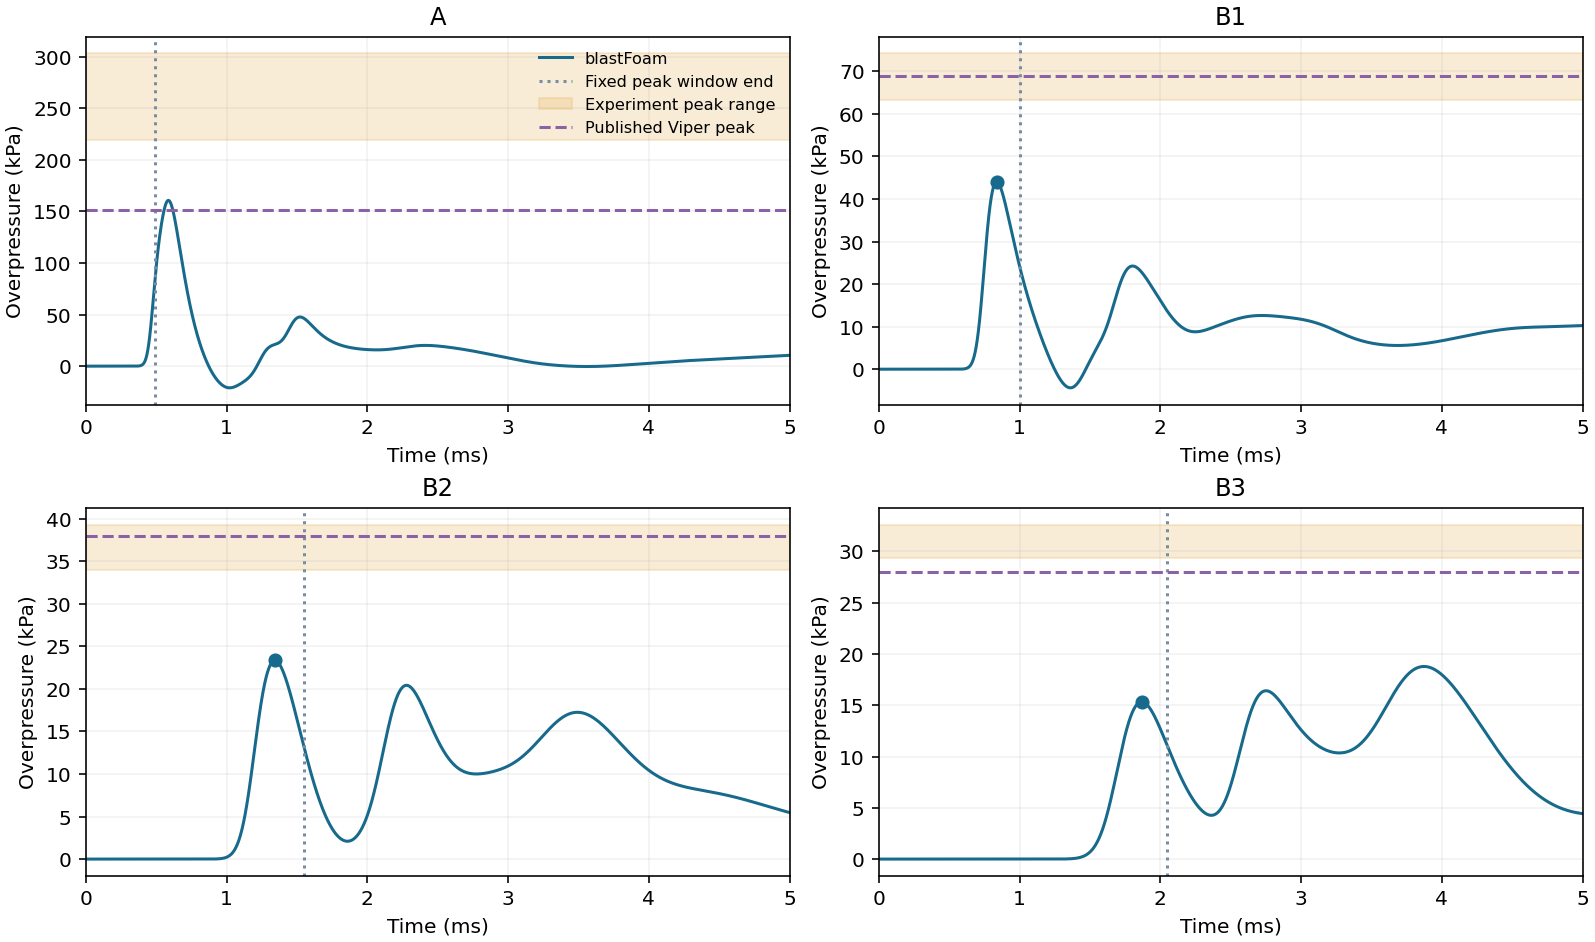 A
Overpressure (kPa)
300
250
200
150
100
50
0
blastFoam
Fixed peak window end
Experiment peak range
Published Viper peak
0 1 2 3 4 5
Time (ms)
B1
Overpressure (kPa)
70
60
50
40
30
20
10
0
0 1 2 3 4 5
Time (ms)
B2
Overpressure (kPa)
40
35
30
25
20
15
10
5
0
0 1 2 3 4 5
Time (ms)
B3
Overpressure (kPa)
30
25
20
15
10
5
0
0 1 2 3 4 5
Time (ms)